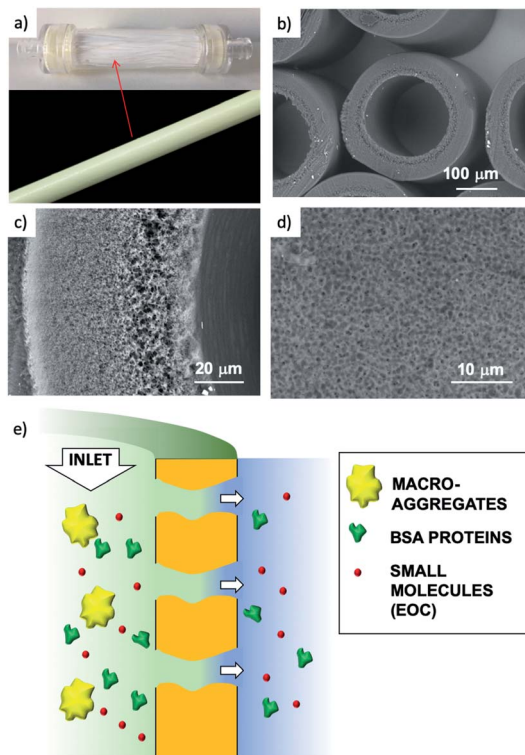 a)
b)
100 μm
c)
20 μm
d)
10 μm
e)
INLET
MACRO-
AGGREGATES
BSA PROTEINS
SMALL
MOLECULES
(EOC)